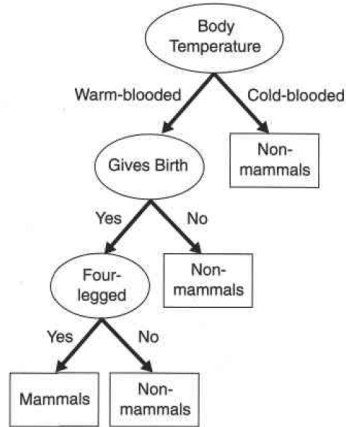 Body
Temperature
Warm-blooded
Cold-blooded
Gives Birth
Non-
mammals
Yes
No
Four-
legged
Non-
mammals
Yes
No
Mammals
Non-
mammals